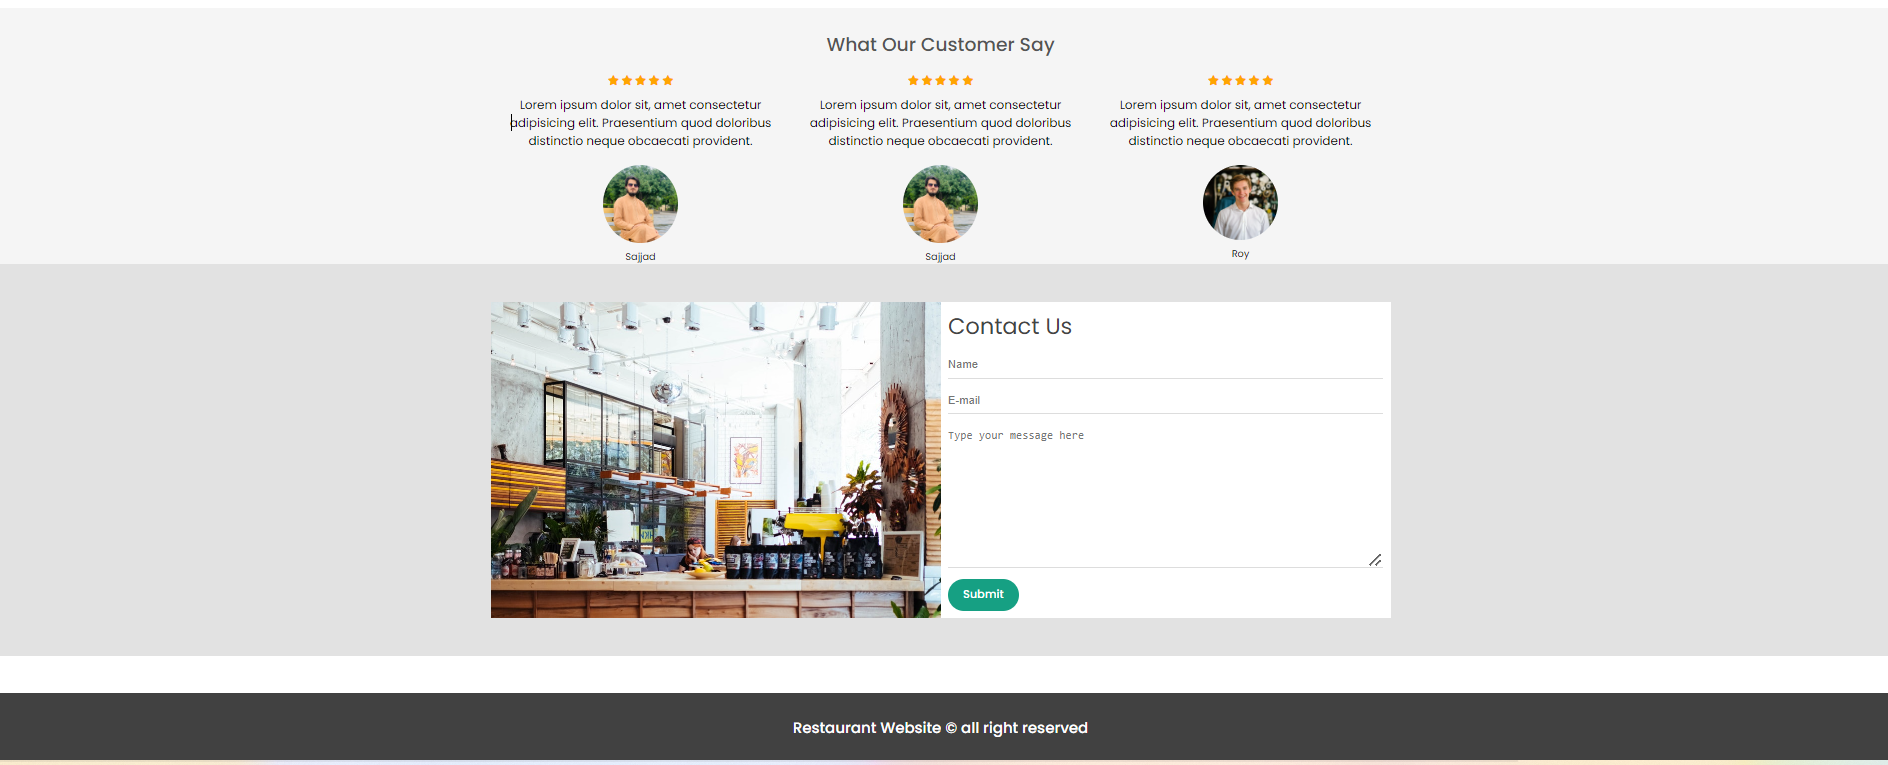 What Our Customer Say
Lorem ipsum dolor sit, amet consectetur
adipisicing elit. Praesentium quod doloribus
distinctio neque obcaecati provident.
Sajjad
Lorem ipsum dolor sit, amet consectetur
adipisicing elit. Praesentium quod doloribus
distinctio neque obcaecati provident.
Sajjad
Lorem ipsum dolor sit, amet consectetur
adipisicing elit. Praesentium quod doloribus
distinctio neque obcaecati provident.
Roy
Contact Us
Name
E-mail
Type your message here
Submit
Restaurant Website © all right reserved